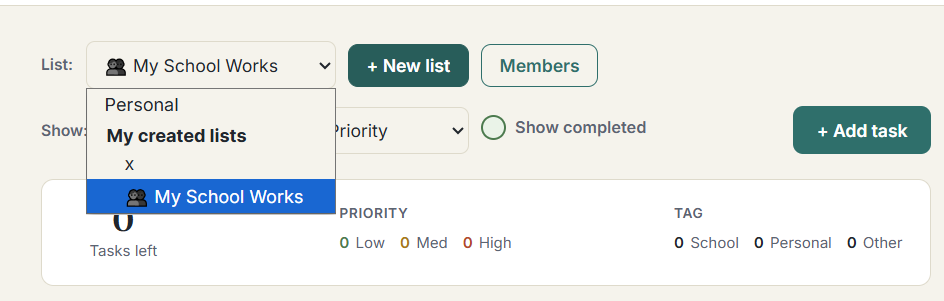 List: My School Works + New list Members
Personal
My created lists
x
My School Works
Show: Priority Show completed + Add task
0
Tasks left
PRIORITY
0 Low 0 Med 0 High
TAG
0 School 0 Personal 0 Other